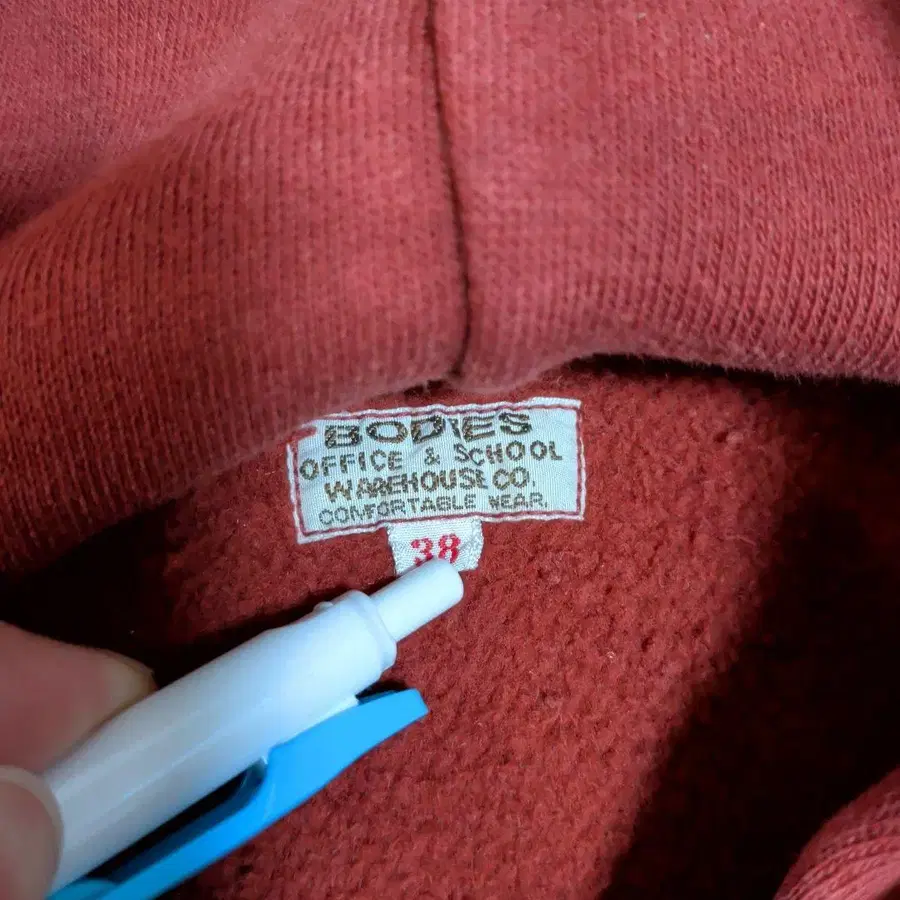 BODIES
OFFICE & SCHOOL
WAREHOUSE CO.
COMFORTABLE WEAR.
38